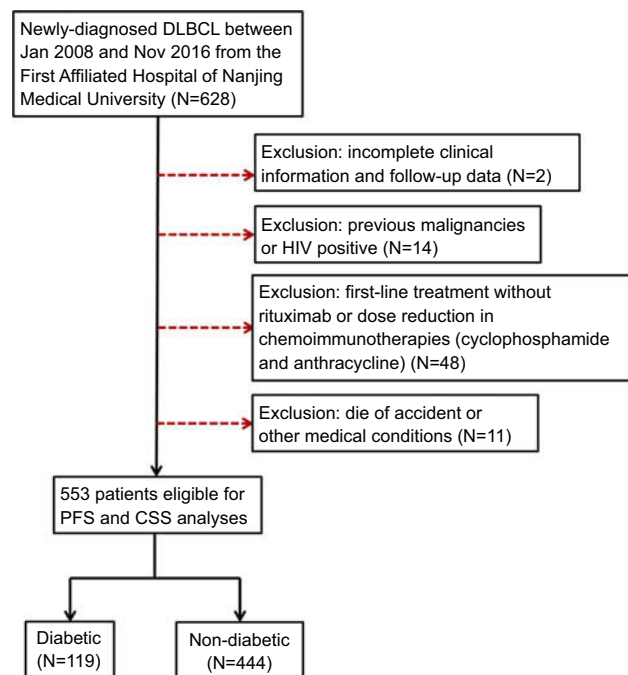 Newly-diagnosed DLBCL between
Jan 2008 and Nov 2016 from the
First Affiliated Hospital of Nanjing
Medical University (N=628)
Exclusion: incomplete clinical
information and follow-up data (N=2)
Exclusion: previous malignancies
or HIV positive (N=14)
Exclusion: first-line treatment without
rituximab or dose reduction in
chemoimmunotherapies (cyclophosphamide
and anthracycline) (N=48)
Exclusion: die of accident or
other medical conditions (N=11)
553 patients eligible for
PFS and CSS analyses
Diabetic
(N=119)
Non-diabetic
(N=444)